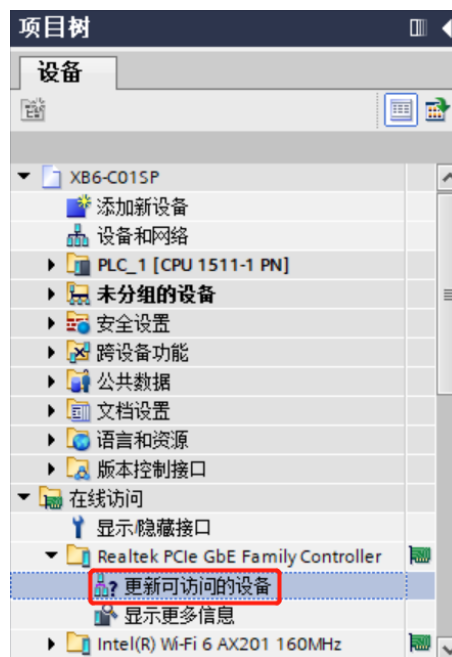 项目树
设备
XB6-C01SP
添加新设备
设备和网络
PLC_1 [CPU 1511-1 PN]
未分组的设备
安全设置
跨设备功能
公共数据
文档设置
语言和资源
版本控制接口
在线访问
显示/隐藏接口
Realtek PCIe GbE Family Controller
更新可访问的设备
显示更多信息
Intel(R) Wi-Fi 6 AX201 160MHz